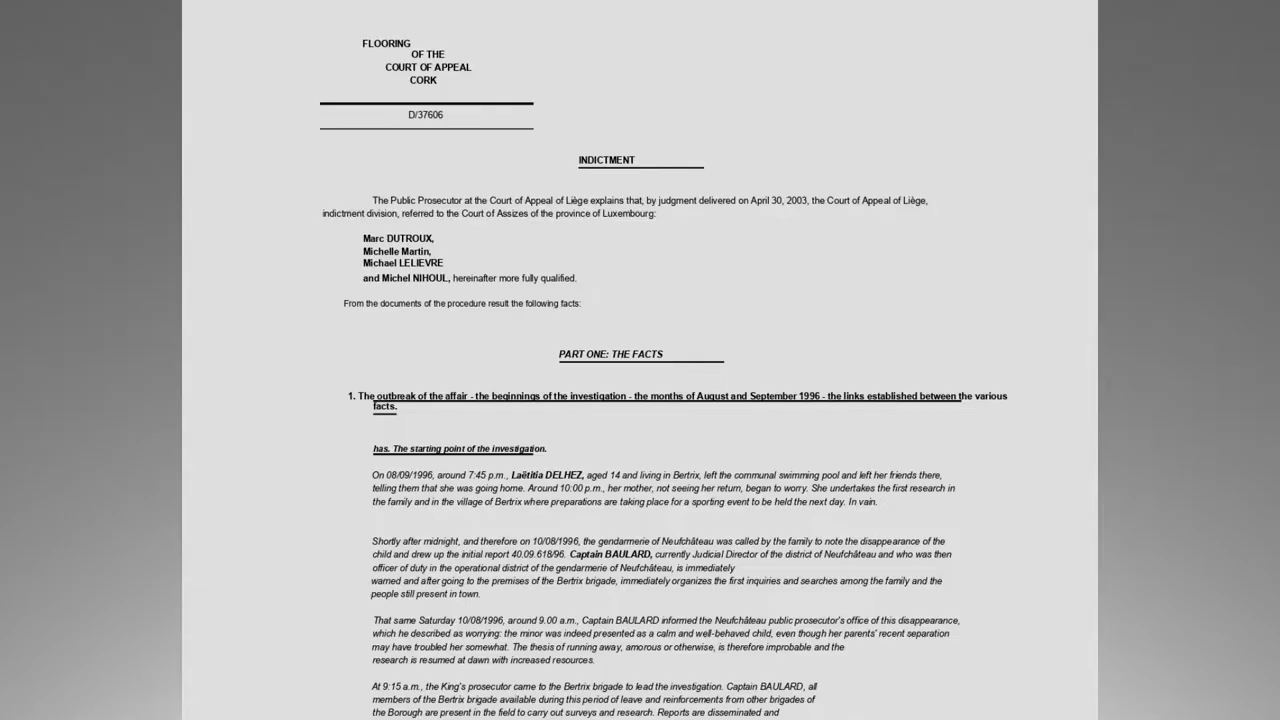 FLOORING
OF THE
COURT OF APPEAL
CORK
D/37606
INDICTMENT
The Public Prosecutor at the Court of Appeal of Liège explains that, by judgment delivered on April 30, 2003, the Court of Appeal of Liège,
indictment division, referred to the Court of Assizes of the province of Luxembourg:
Marc DUTROUX,
Michelle Martin,
Michael LELIEVRE
and Michel NIHOUL, hereinafter more fully qualified.
From the documents of the procedure result the following facts:
PART ONE: THE FACTS
1. The outbreak of the affair - the beginnings of the investigation - the months of August and September 1996 - the links established between the various
facts.
has. The starting point of the investigation.
On 08/09/1996, around 7:45 p.m., Laëtitia DELHEZ, aged 14 and living in Bertrix, left the communal swimming pool and left her friends there,
telling them that she was going home. Around 10:00 p.m., her mother, not seeing her return, began to worry. She undertakes the first research in
the family and in the village of Bertrix where preparations are taking place for a sporting event to be held the next day. In vain.
Shortly after midnight, and therefore on 10/08/1996, the gendarmerie of Neufchâteau was called by the family to note the disappearance of the
child and drew up the initial report 40.09.618/96. Captain BAULARD, currently Judicial Director of the district of Neufchâteau and who was then
officer of duty in the operational district of the gendarmerie of Neufchâteau, is immediately
warned and after going to the premises of the Bertrix brigade, immediately organizes the first inquiries and searches among the family and the
people still present in town.
That same Saturday 10/08/1996, around 9.00 a.m., Captain BAULARD informed the Neufchâteau public prosecutor's office of this disappearance,
which he described as worrying: the minor was indeed presented as a calm and well-behaved child, even though her parents' recent separation
may have troubled her somewhat. The thesis of running away, amorous or otherwise, is therefore improbable and the
research is resumed at dawn with increased resources.
At 9:15 a.m., the King's prosecutor came to the Bertrix brigade to lead the investigation. Captain BAULARD, all
members of the Bertrix brigade available during this period of leave and reinforcements from other brigades of
the Borough are present in the field to carry out surveys and research. Reports are disseminated and